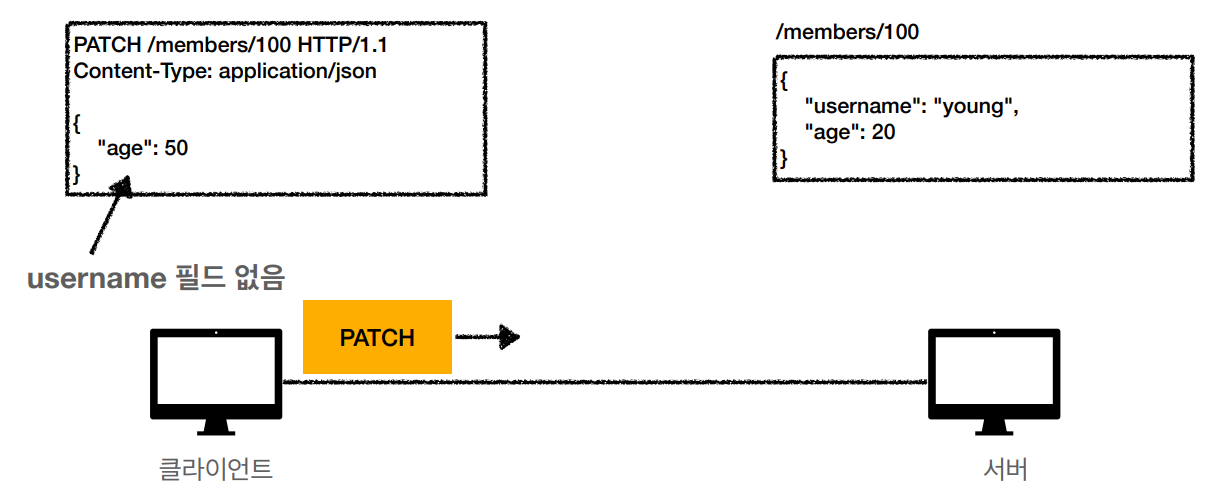 PATCH /members/100 HTTP/1.1
Content-Type: application/json
{
"age": 50
}
username 필드 없음
/members/100
{
"username": "young",
"age": 20
}
PATCH
클라이언트
서버